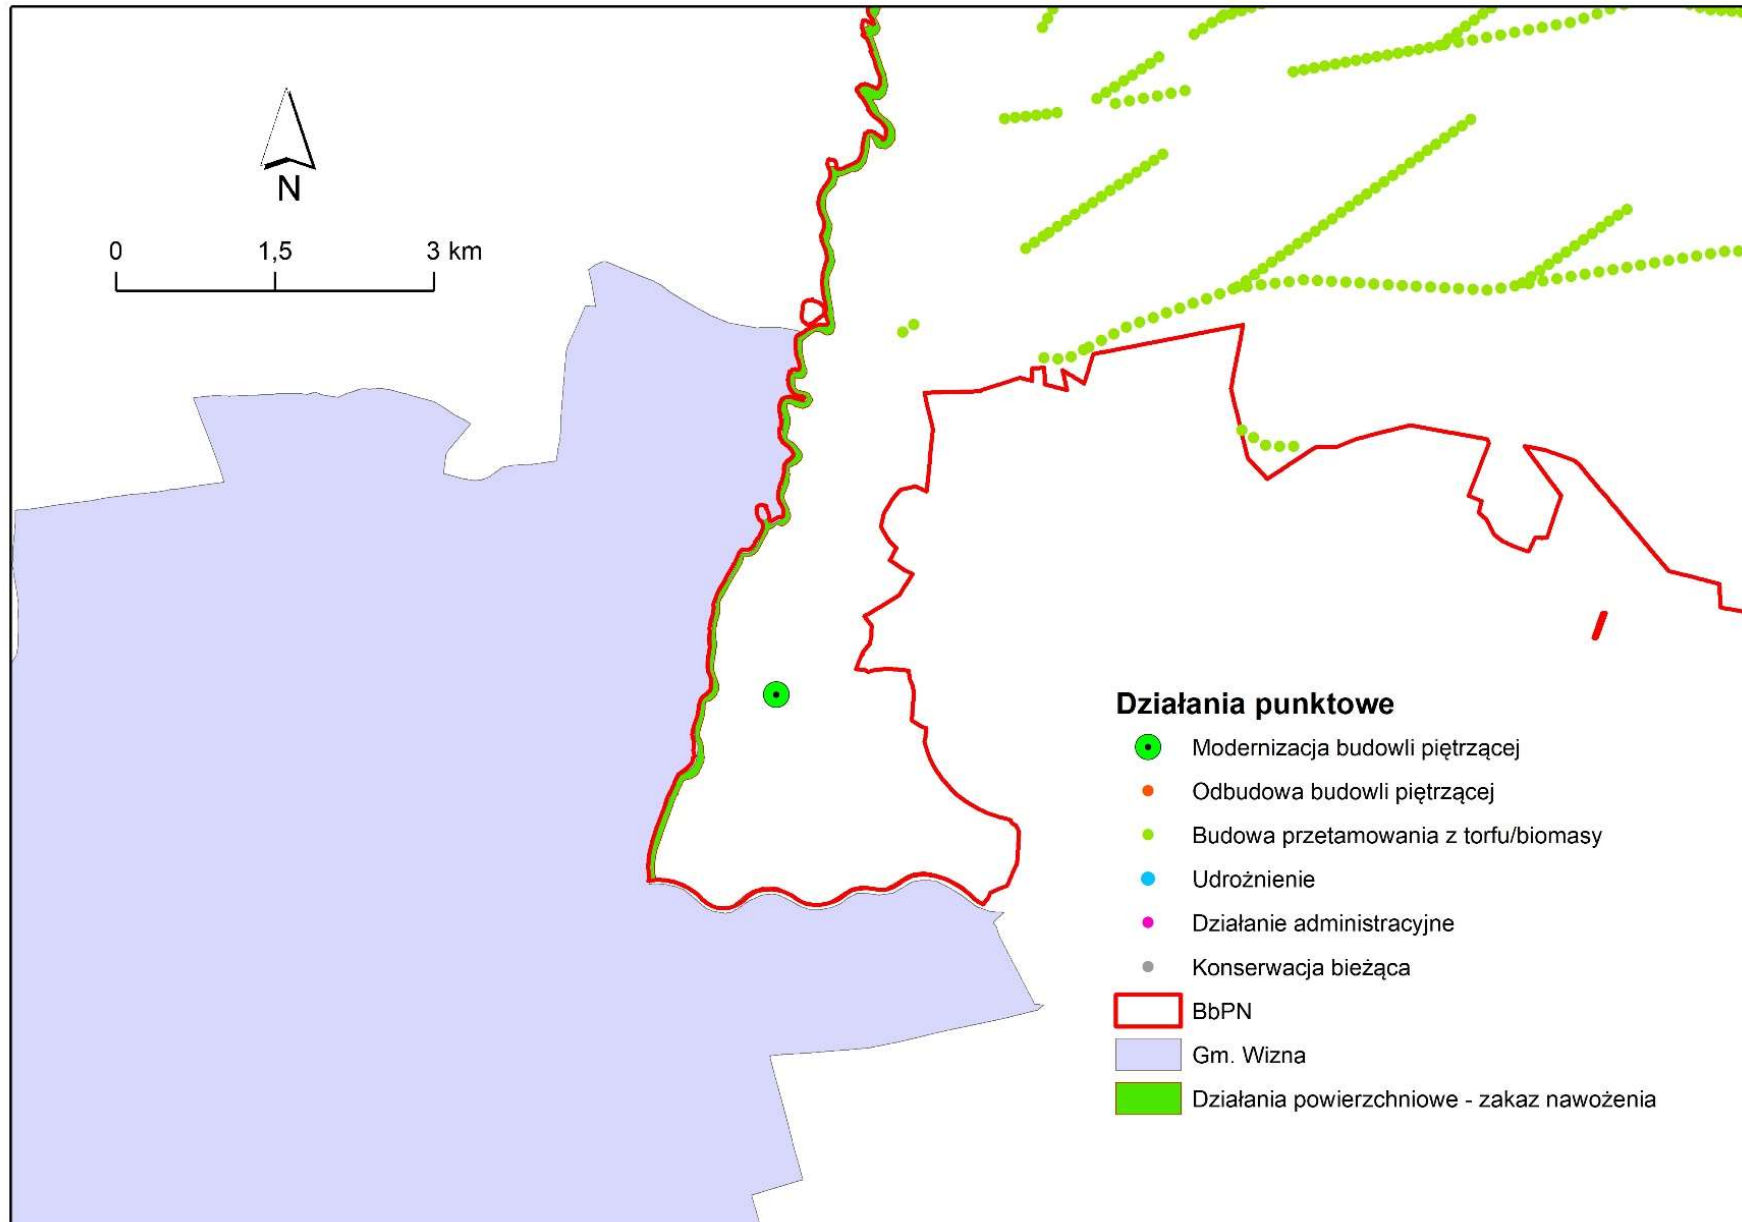 N
0 1,5 3 km
Działania punktowe
Modernizacja budowli piętrzącej
Odbudowa budowli piętrzącej
Budowa przetamowania z torfu/biomasy
Udrożnienie
Działanie administracyjne
Konserwacja bieżąca
BbPN
Gm. Wizna
Działania powierzchniowe - zakaz nawożenia